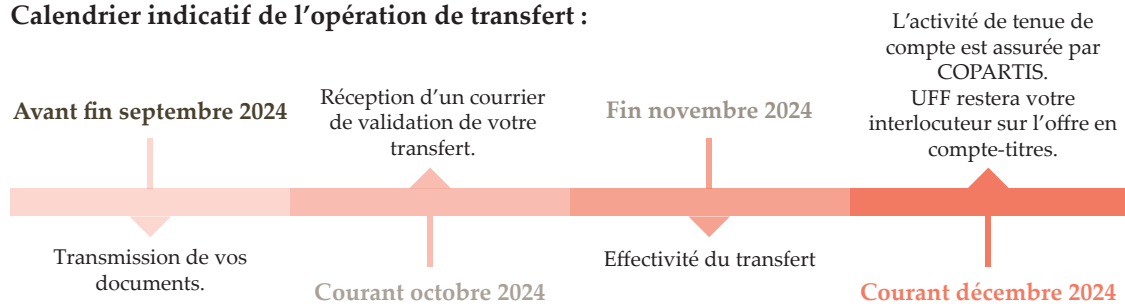 Calendrier indicatif de l’opération de transfert :
Avant fin septembre 2024
Transmission de vos
documents.
Réception d’un courrier
de validation de votre
transfert.
Courant octobre 2024
Fin novembre 2024
Effectivité du transfert
L’activité de tenue de
compte est assurée par
COPARTIS.
UFF restera votre
interlocuteur sur l’offre en
compte-titres.
Courant décembre 2024